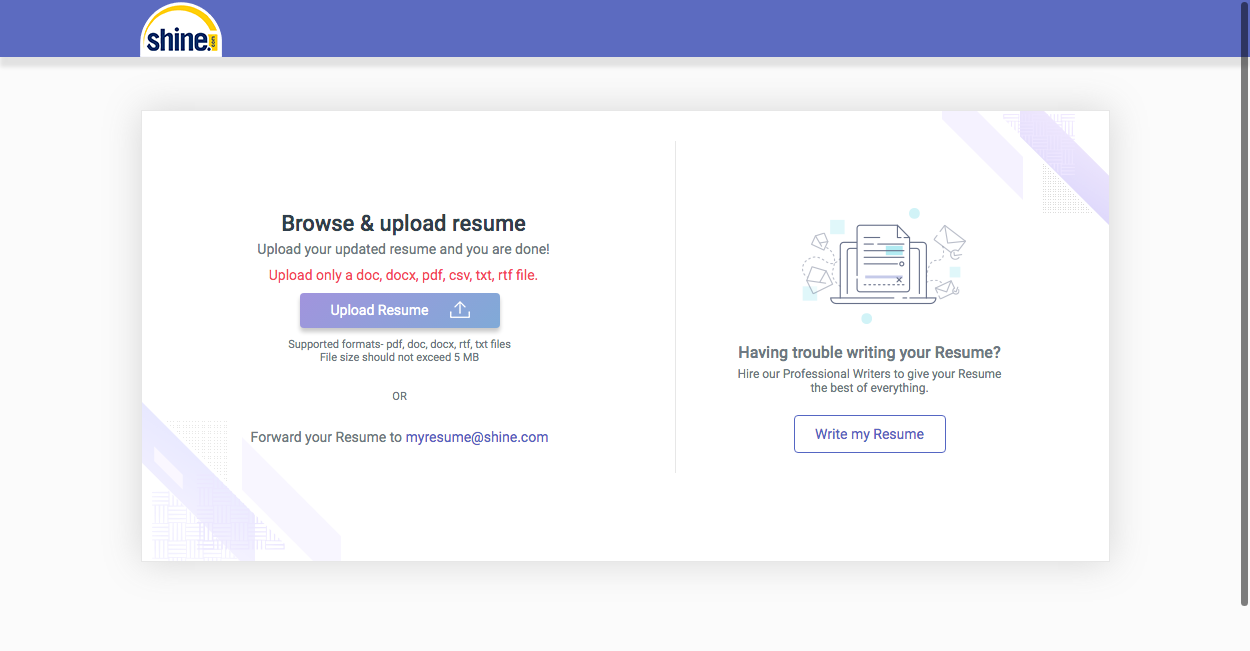 shine.com
Browse & upload resume
Upload your updated resume and you are done!
Upload only a doc, docx, pdf, csv, txt, rtf file.
Upload Resume
Supported formats- pdf, doc, docx, rtf, txt files
File size should not exceed 5 MB
OR
Forward your Resume to myresume@shine.com
Having trouble writing your Resume?
Hire our Professional Writers to give your Resume
the best of everything.
Write my Resume